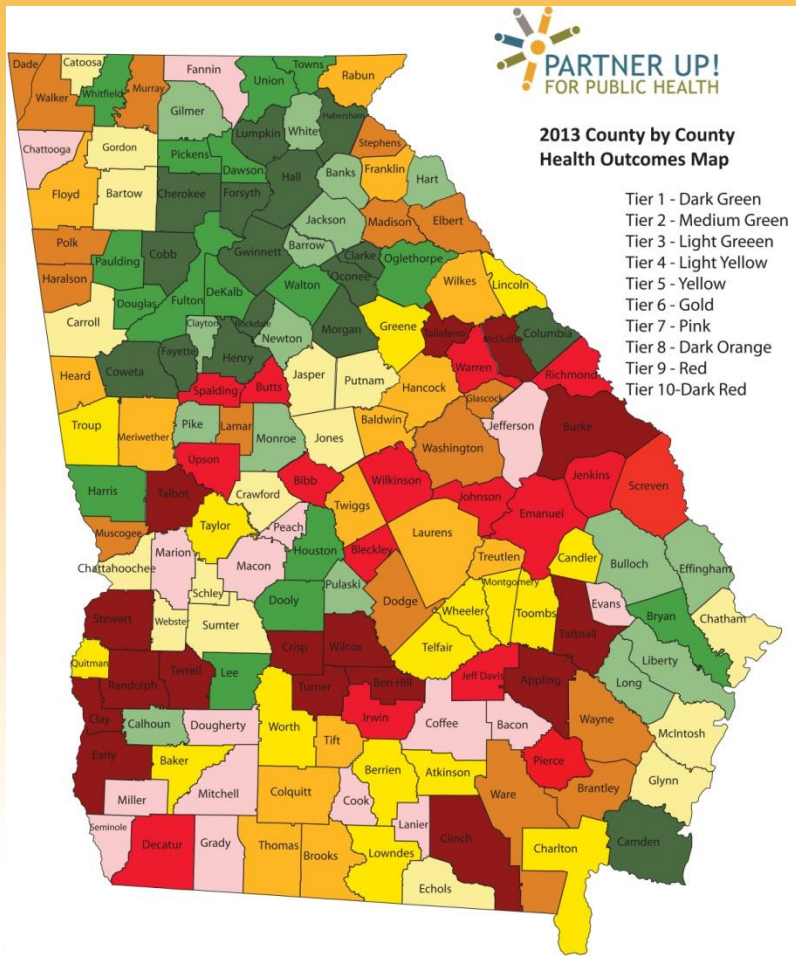 PARTNER UP!
FOR PUBLIC HEALTH
2013 County by County
Health Outcomes Map
Tier 1 - Dark Green
Tier 2 - Medium Green
Tier 3 - Light Greeen
Tier 4 - Light Yellow
Tier 5 - Yellow
Tier 6 - Gold
Tier 7 - Pink
Tier 8 - Dark Orange
Tier 9 - Red
Tier 10-Dark Red
Dade
Catoosa
Walker
Whitfield
Murray
Fannin
Union
Towns
Rabun
Gilmer
Lumpkin
White
Habersham
Stephens
Chattooga
Gordon
Pickens
Dawson
Hall
Banks
Franklin
Hart
Floyd
Bartow
Cherokee
Forsyth
Jackson
Madison
Elbert
Polk
Paulding
Cobb
Gwinnett
Barrow
Clarke
Oconee
Oglethorpe
Haralson
Douglas
Fulton
DeKalb
Walton
Wilkes
Lincoln
Carroll
Clayton
Rockdale
Newton
Morgan
Greene
Taliaferro
McDuffie
Columbia
Coweta
Fayette
Henry
Heard
Spalding
Butts
Jasper
Putnam
Hancock
Warren
Richmond
Glascock
Troup
Meriwether
Pike
Lamar
Monroe
Jones
Baldwin
Washington
Jefferson
Burke
Upson
Harris
Talbot
Crawford
Bibb
Wilkinson
Johnson
Jenkins
Screven
Emanuel
Muscogee
Taylor
Peach
Twiggs
Laurens
Chattahoochee
Marion
Macon
Houston
Bleckley
Treutlen
Candler
Bulloch
Effingham
Schley
Pulaski
Dooly
Dodge
Montgomery
Wheeler
Toombs
Evans
Bryan
Chatham
Stewart
Webster
Sumter
Crisp
Wilcox
Telfair
Tattnall
Liberty
Long
Quitman
Randolph
Terrell
Lee
Turner
Ben Hill
Jeff Davis
Appling
Wayne
McIntosh
Clay
Calhoun
Dougherty
Worth
Irwin
Coffee
Bacon
Early
Baker
Tift
Pierce
Glynn
Miller
Mitchell
Colquitt
Berrien
Atkinson
Ware
Brantley
Cook
Seminole
Decatur
Grady
Thomas
Brooks
Lanier
Clinch
Charlton
Camden
Lowndes
Echols